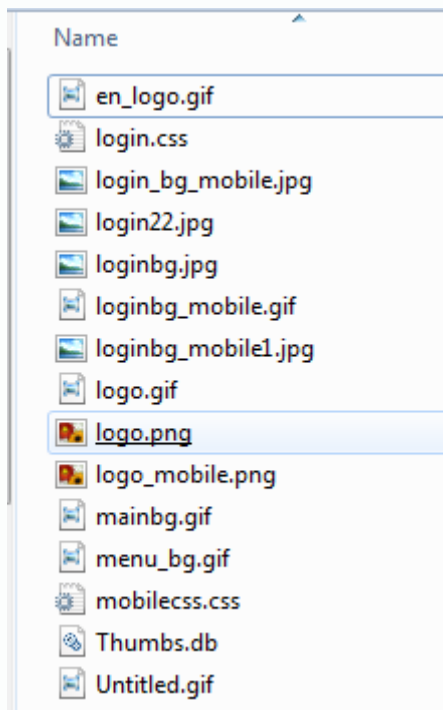 Name
en_logo.gif
login.css
login_bg_mobile.jpg
login22.jpg
loginbg.jpg
loginbg_mobile.gif
loginbg_mobile1.jpg
logo.gif
logo.png
logo_mobile.png
mainbg.gif
menu_bg.gif
mobilecss.css
Thumbs.db
Untitled.gif